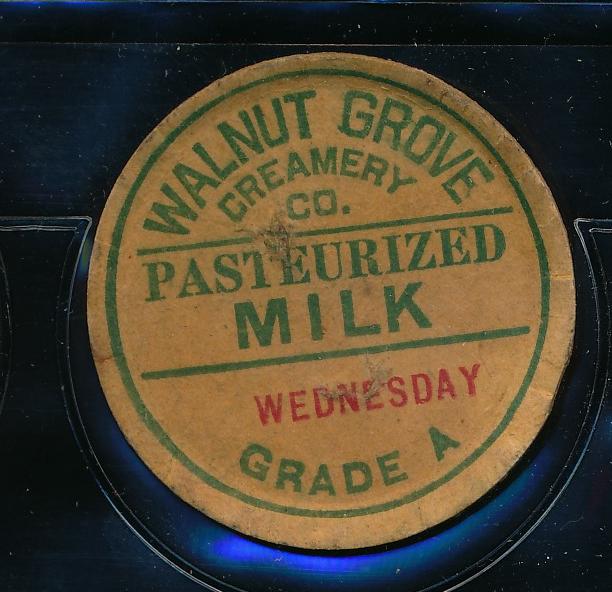 WALNUT GROVE
CREAMERY
CO.
PASTEURIZED
MILK
WEDNESDAY
GRADE A